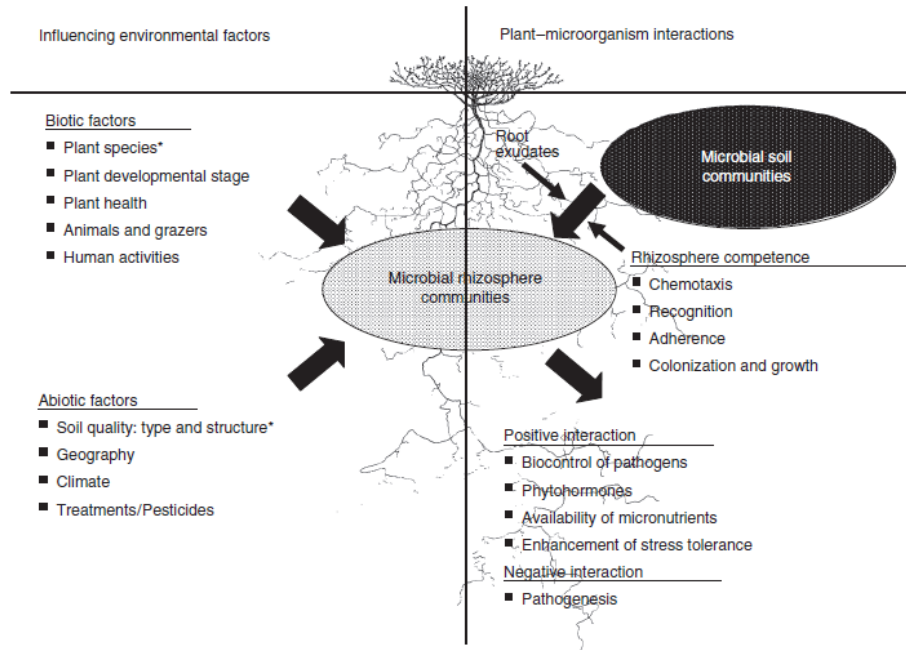 Influencing environmental factors
Plant–microorganism interactions
Biotic factors
Plant species*
Plant developmental stage
Plant health
Animals and grazers
Human activities
Root
exudates
Microbial soil
communities
Microbial rhizosphere
communities
Rhizosphere competence
Chemotaxis
Recognition
Adherence
Colonization and growth
Abiotic factors
Soil quality: type and structure*
Geography
Climate
Treatments/Pesticides
Positive interaction
Biocontrol of pathogens
Phytohormones
Availability of micronutrients
Enhancement of stress tolerance
Negative interaction
Pathogenesis